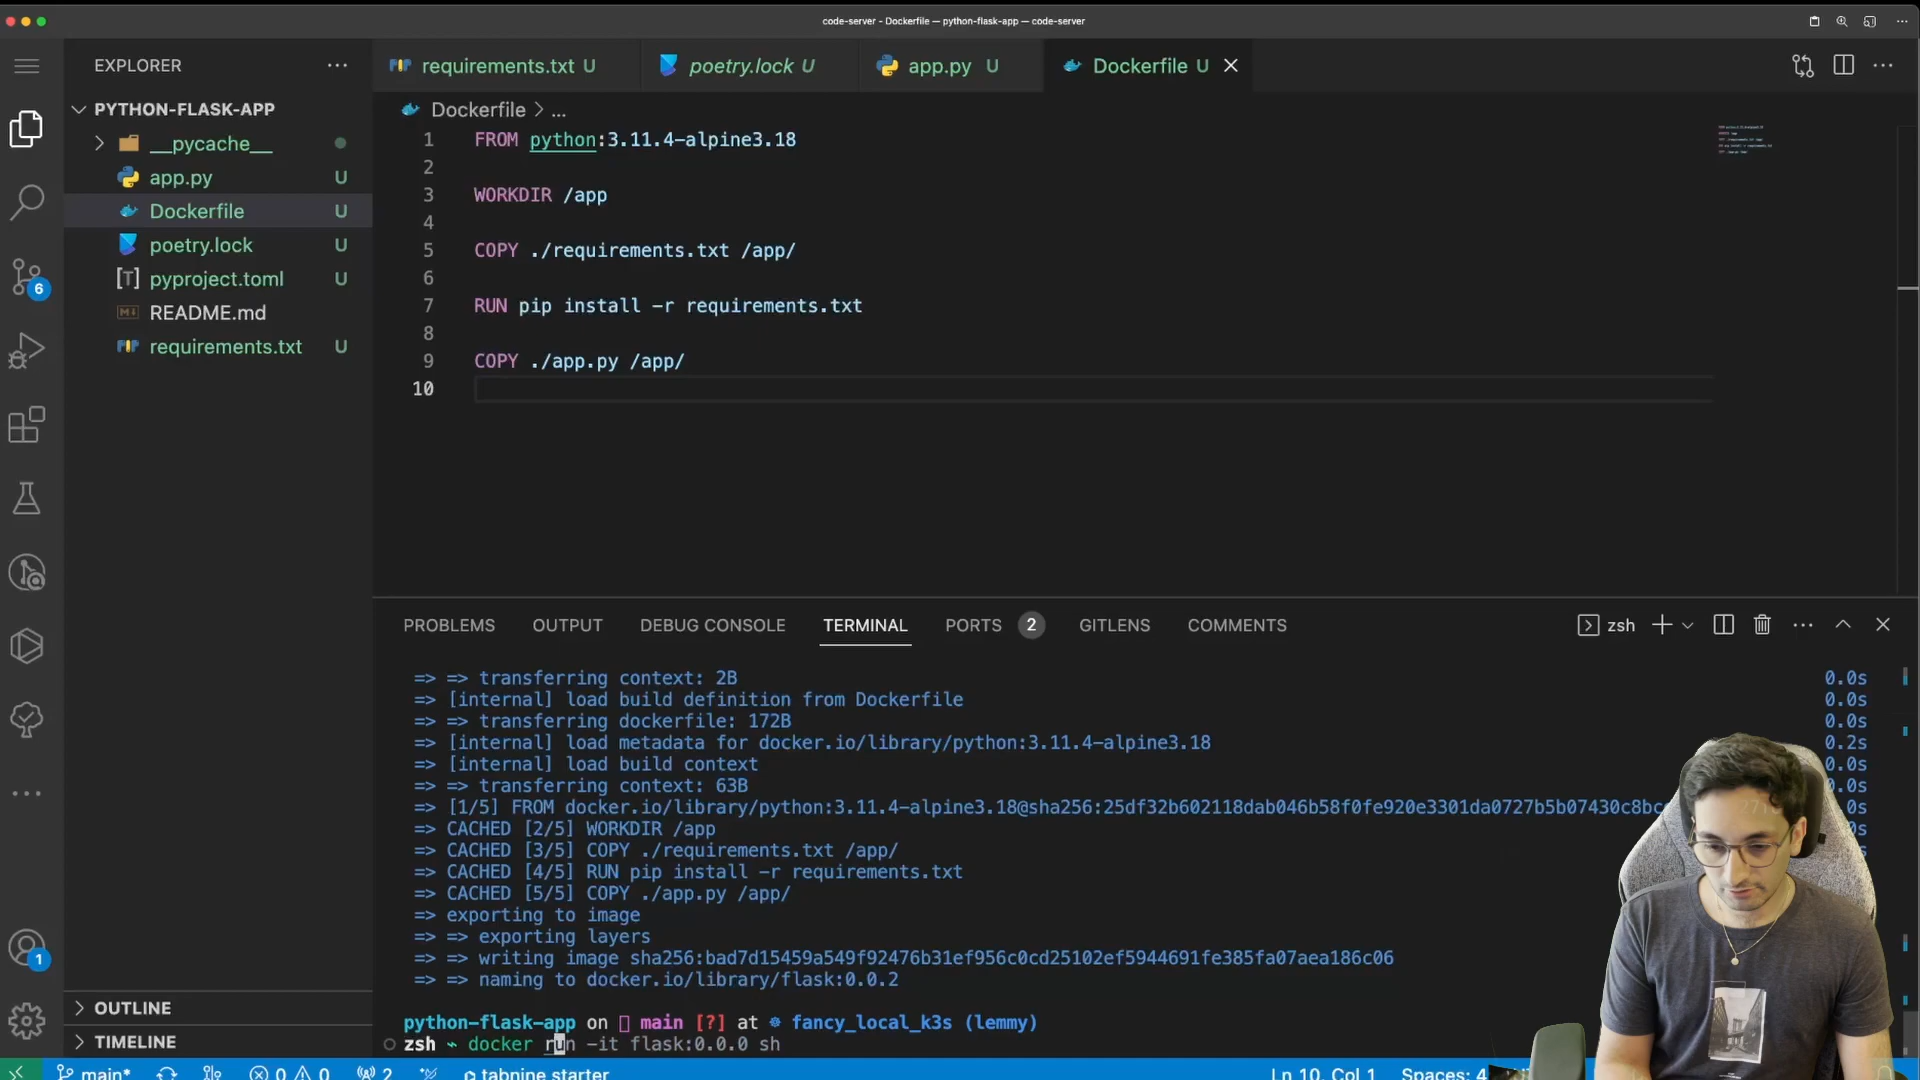 code-server - Dockerfile — python-flask-app — code-server
EXPLORER
PYTHON-FLASK-APP
__pycache__
app.py U
Dockerfile U
poetry.lock U
pyproject.toml U
README.md
requirements.txt U
OUTLINE
TIMELINE
6
1
requirements.txt U
poetry.lock U
app.py U
Dockerfile U
Dockerfile > ...
1 FROM python:3.11.4-alpine3.18
2
3 WORKDIR /app
4
5 COPY ./requirements.txt /app/
6
7 RUN pip install -r requirements.txt
8
9 COPY ./app.py /app/
10
PROBLEMS OUTPUT DEBUG CONSOLE TERMINAL PORTS 2 GITLENS COMMENTS
zsh
=> => transferring context: 2B 0.0s
=> [internal] load build definition from Dockerfile 0.0s
=> => transferring dockerfile: 172B 0.0s
=> [internal] load metadata for docker.io/library/python:3.11.4-alpine3.18 0.2s
=> [internal] load build context 0.0s
=> => transferring context: 63B 0.0s
=> [1/5] FROM docker.io/library/python:3.11.4-alpine3.18@sha256:25df32b602118dab046b58f0fe920e3301da0727b5b07430c8bc
=> CACHED [2/5] WORKDIR /app
=> CACHED [3/5] COPY ./requirements.txt /app/
=> CACHED [4/5] RUN pip install -r requirements.txt
=> CACHED [5/5] COPY ./app.py /app/
=> exporting to image
=> => exporting layers
=> => writing image sha256:bad7d15459a549f92476b31ef956c0cd25102ef5944691fe385fa07aea186c06
=> => naming to docker.io/library/flask:0.0.2
python-flask-app on main [?] at ⎈ fancy_local_k3s (lemmy)
zsh ~ docker run -it flask:0.0.0 sh
main* 0 0 2 tabnine starter Ln 10, Col 1 Spaces: 4